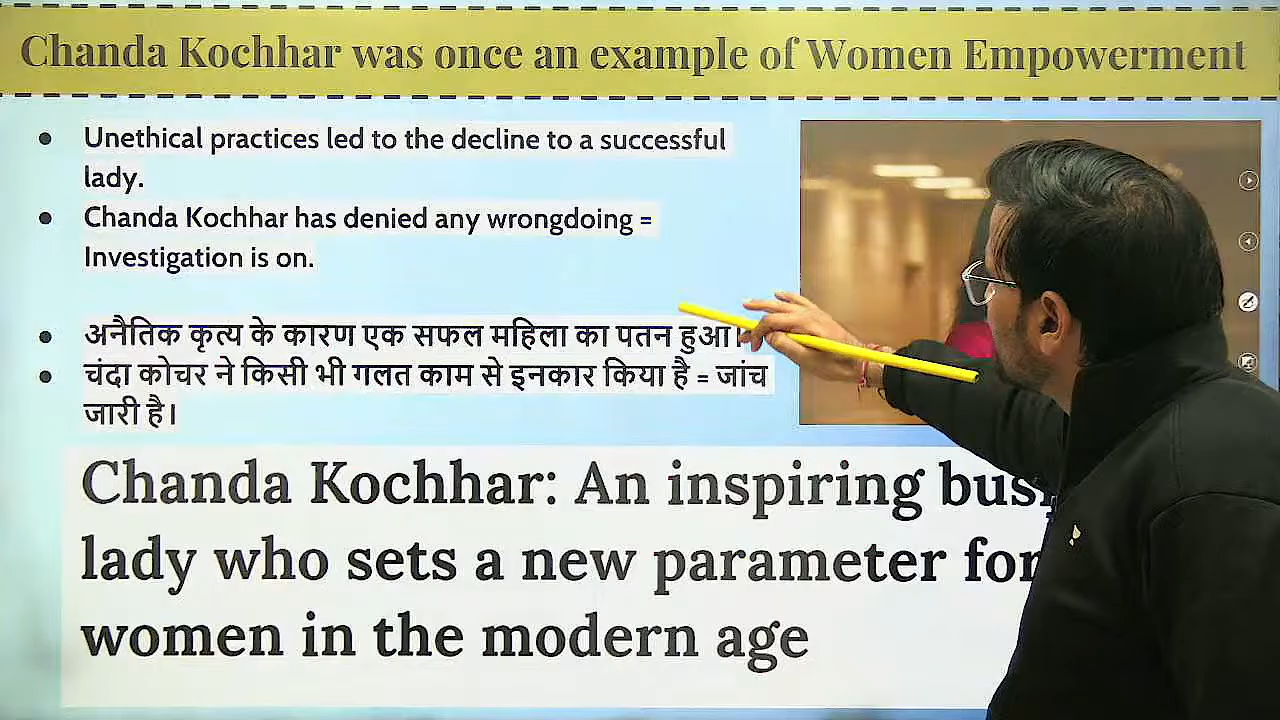 Chanda Kochhar was once an example of Women Empowerment
Unethical practices led to the decline to a successful
lady.
Chanda Kochhar has denied any wrongdoing =
Investigation is on.
अनैतिक कृत्य के कारण एक सफल महिला का पतन हुआ।
चंदा कोचर ने किसी भी गलत काम से इनकार किया है = जांच
जारी है।
Chanda Kochhar: An inspiring
lady who sets a new parameter for
women in the modern age